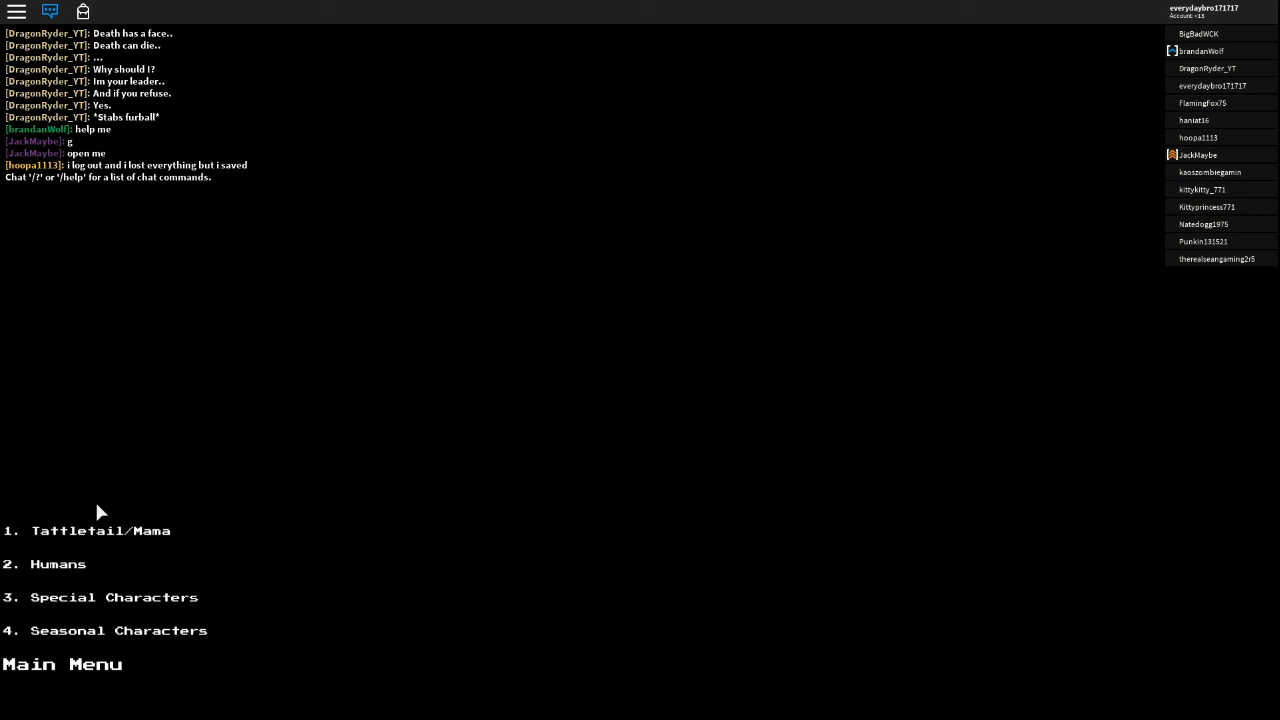 everydaybro171717
Account: <13
[DragonRyder_YT]: Death has a face..
[DragonRyder_YT]: Death can die..
[DragonRyder_YT]: ...
[DragonRyder_YT]: Why should I?
[DragonRyder_YT]: Im your leader..
[DragonRyder_YT]: And if you refuse.
[DragonRyder_YT]: Yes.
[DragonRyder_YT]: *Stabs furball*
[brandanWolf]: help me
[JackMaybe]: g
[JackMaybe]: open me
[hoopa1113]: i log out and i lost everything but i saved
Chat '/?' or '/help' for a list of chat commands.
BigBadWCK
brandanWolf
DragonRyder_YT
everydaybro171717
FlamingFox75
haniat16
hoopa1113
JackMaybe
kaoszombiegamin
kittykitty_771
Kittyprincess771
Natedogg1975
Punkin131521
therealseangaming2r5
1. Tattletail/Mama
2. Humans
3. Special Characters
4. Seasonal Characters
Main Menu